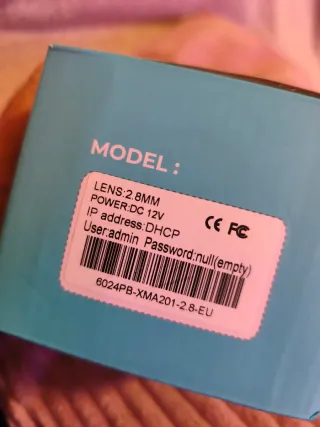 MODEL :
LENS:2.8MM
POWER:DC 12V
IP address:DHCP
CE FC
User:admin Password:null(empty)
6024PB-XMA201-2.8-EU